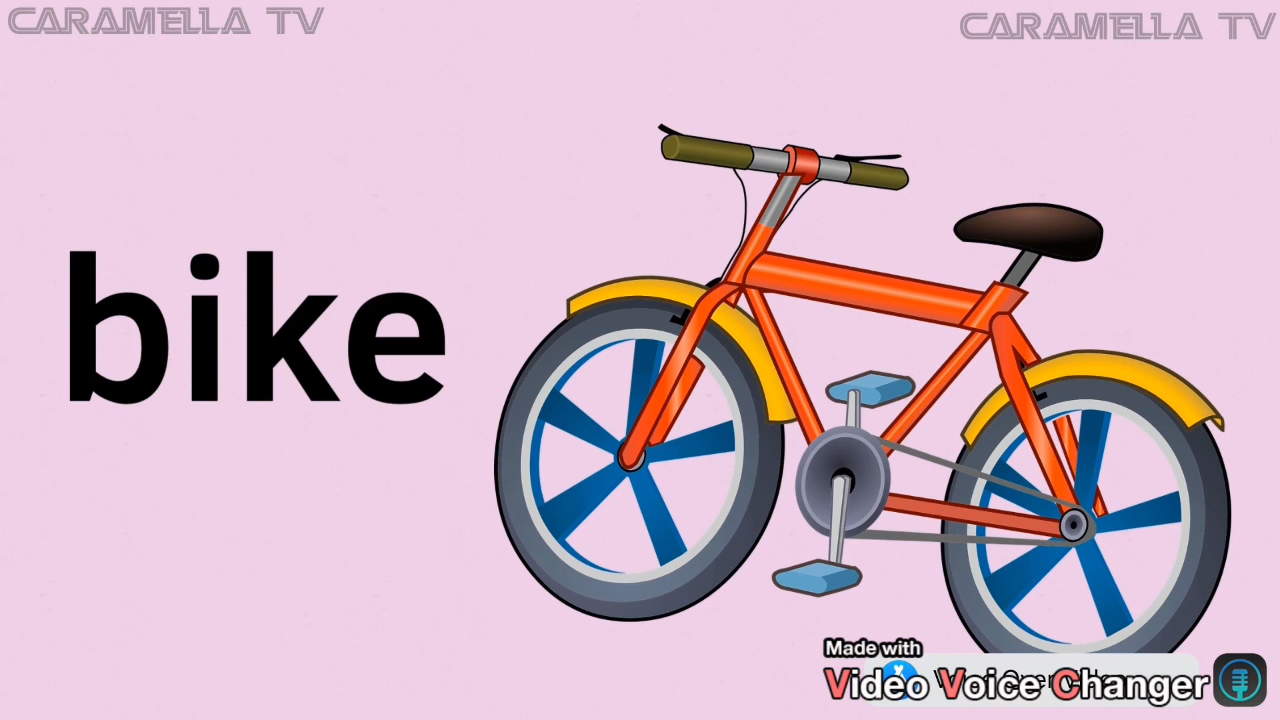 CARAMELLA TV
CARAMELLA TV
bike
Made with
Video Voice Changer